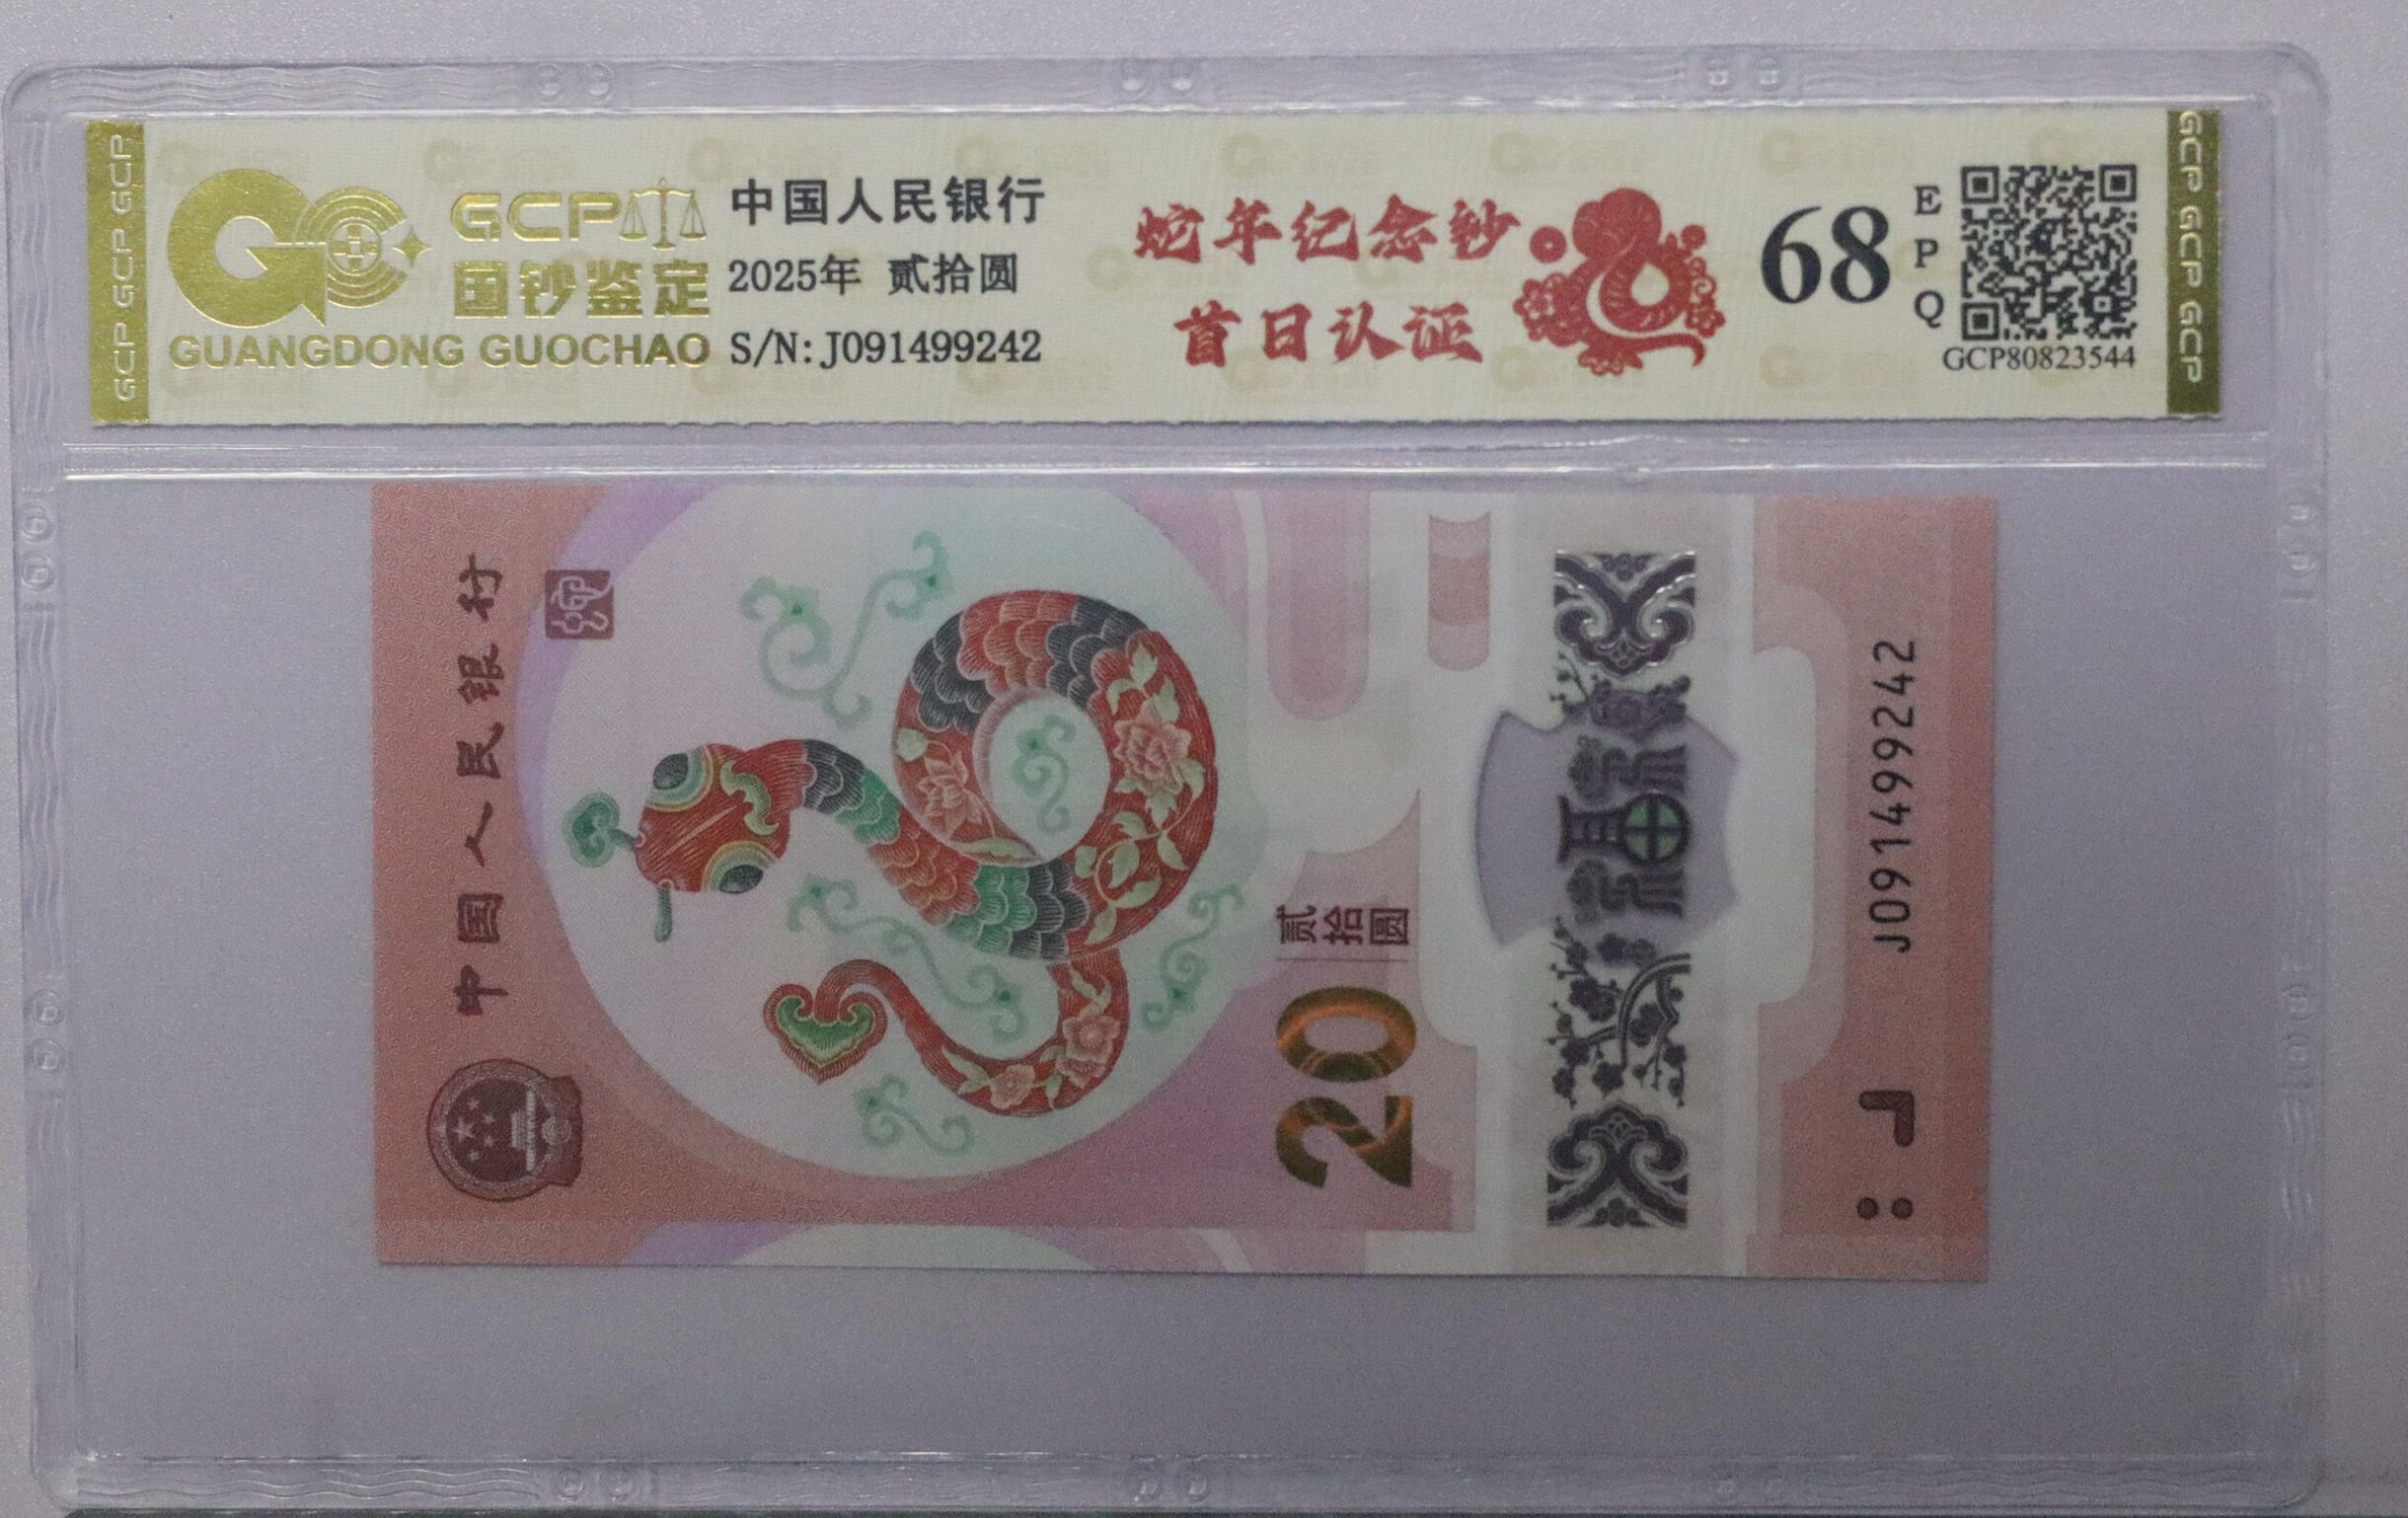 GCP GCP GCP
GCP
国钞鉴定
GUANGDONG GUOCHAO
中国人民银行
2025年 贰拾圆
S/N: J091499242
蛇年纪念钞
首日认证
68
EPQ
GCP80823544
GCP GCP GCP
中国人民银行
贰拾圆
20
J091499242